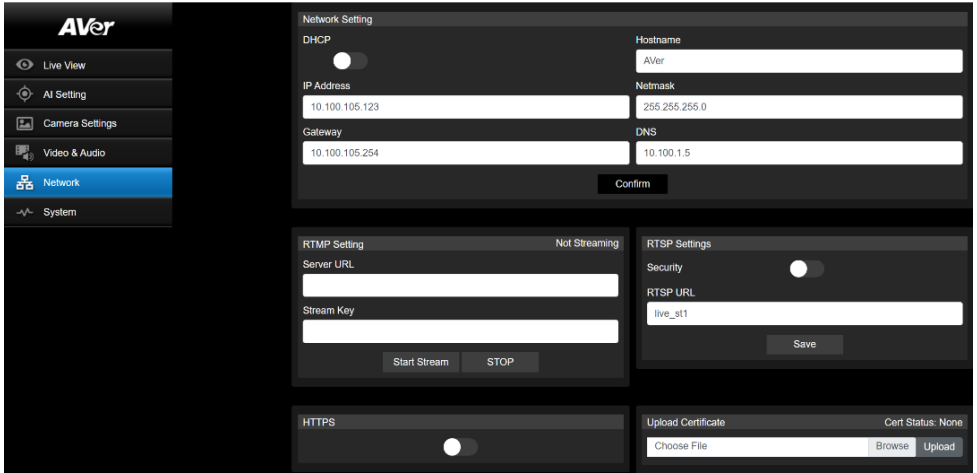 AVer
Live View
AI Setting
Camera Settings
Video & Audio
Network
System
Network Setting
DHCP
Hostname
AVer
IP Address
Netmask
10.100.105.123
255.255.255.0
Gateway
DNS
10.100.105.254
10.100.1.5
Confirm
RTMP Setting
Not Streaming
Server URL
Stream Key
Start Stream
STOP
RTSP Settings
Security
RTSP URL
live_st1
Save
HTTPS
Upload Certificate
Cert Status: None
Choose File
Browse
Upload